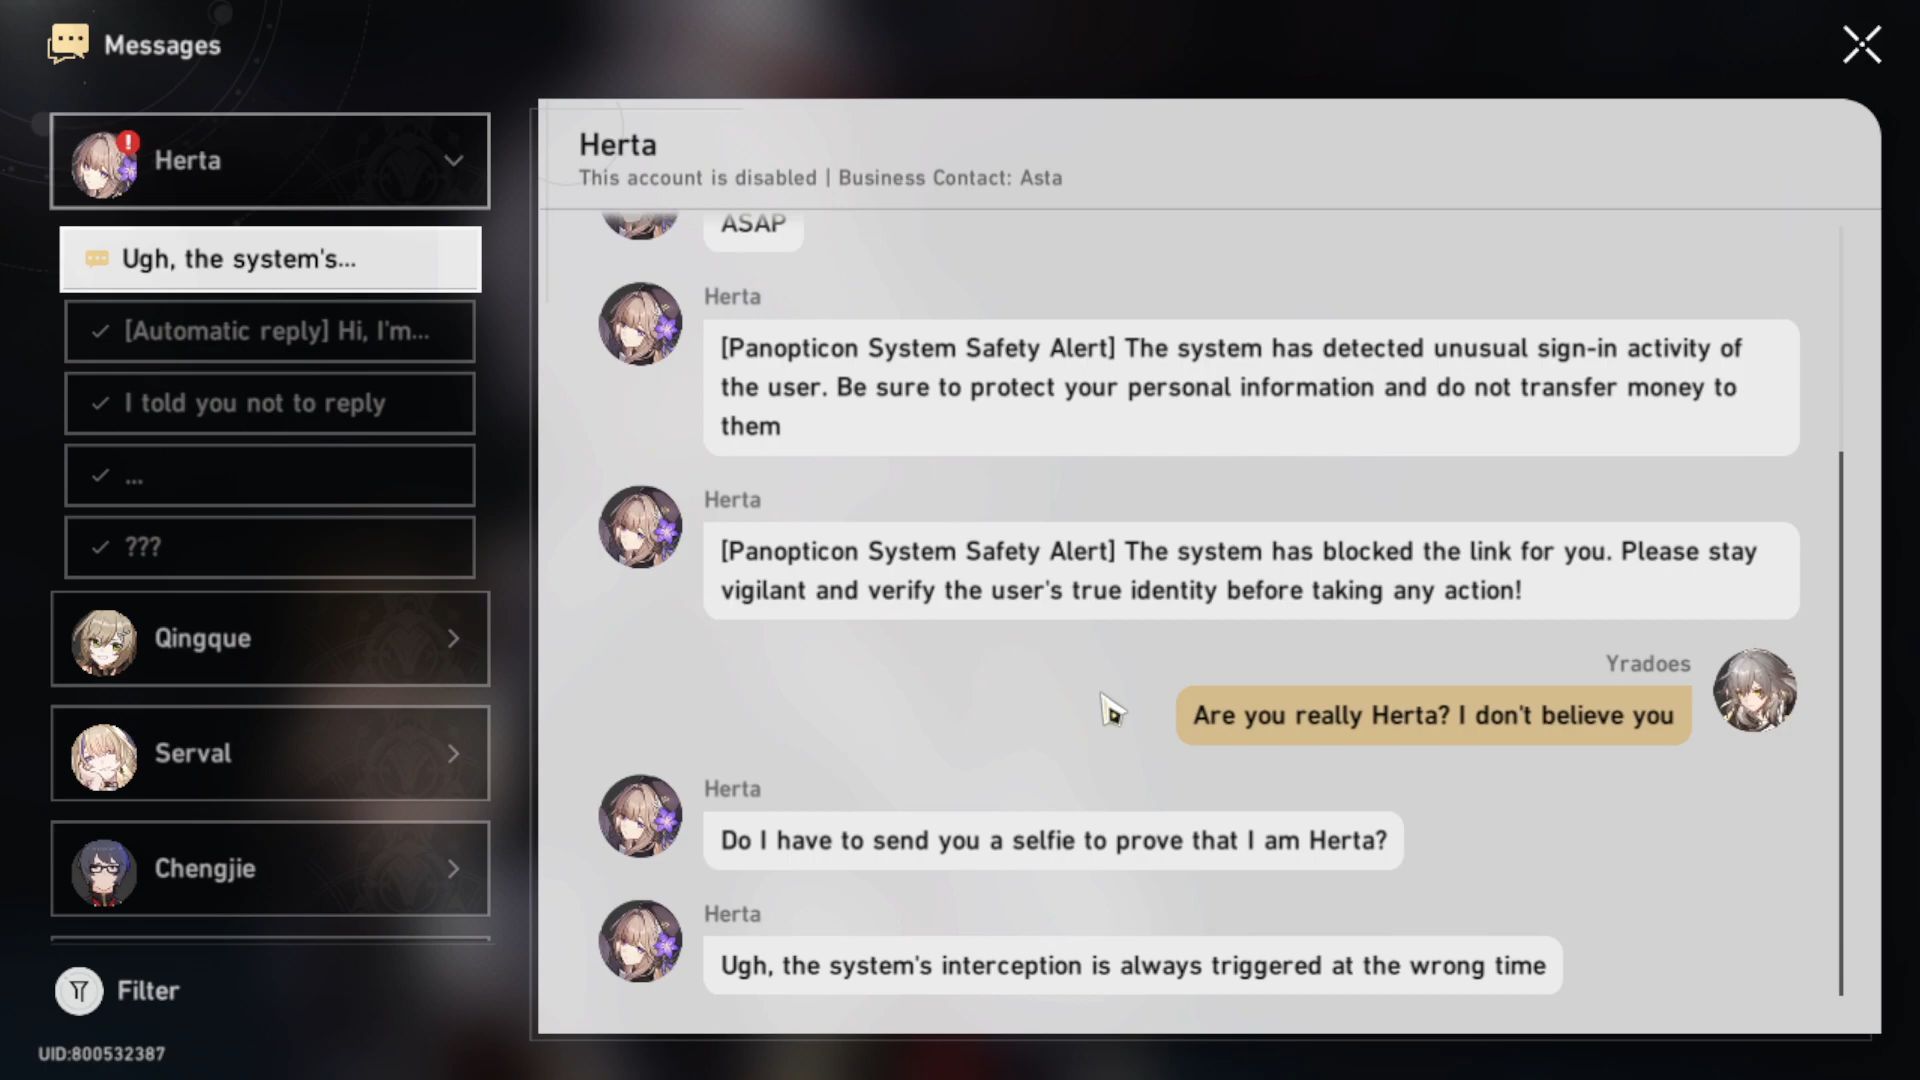 Messages
Herta
Ugh, the system's...
[Automatic reply] Hi, I'm...
I told you not to reply
...
???
Qingque
Serval
Chengjie
Filter
UID:800532387
Herta
This account is disabled | Business Contact: Asta
ASAP
Herta
[Panopticon System Safety Alert] The system has detected unusual sign-in activity of
the user. Be sure to protect your personal information and do not transfer money to
them
Herta
[Panopticon System Safety Alert] The system has blocked the link for you. Please stay
vigilant and verify the user's true identity before taking any action!
Yradoes
Are you really Herta? I don't believe you
Herta
Do I have to send you a selfie to prove that I am Herta?
Herta
Ugh, the system's interception is always triggered at the wrong time